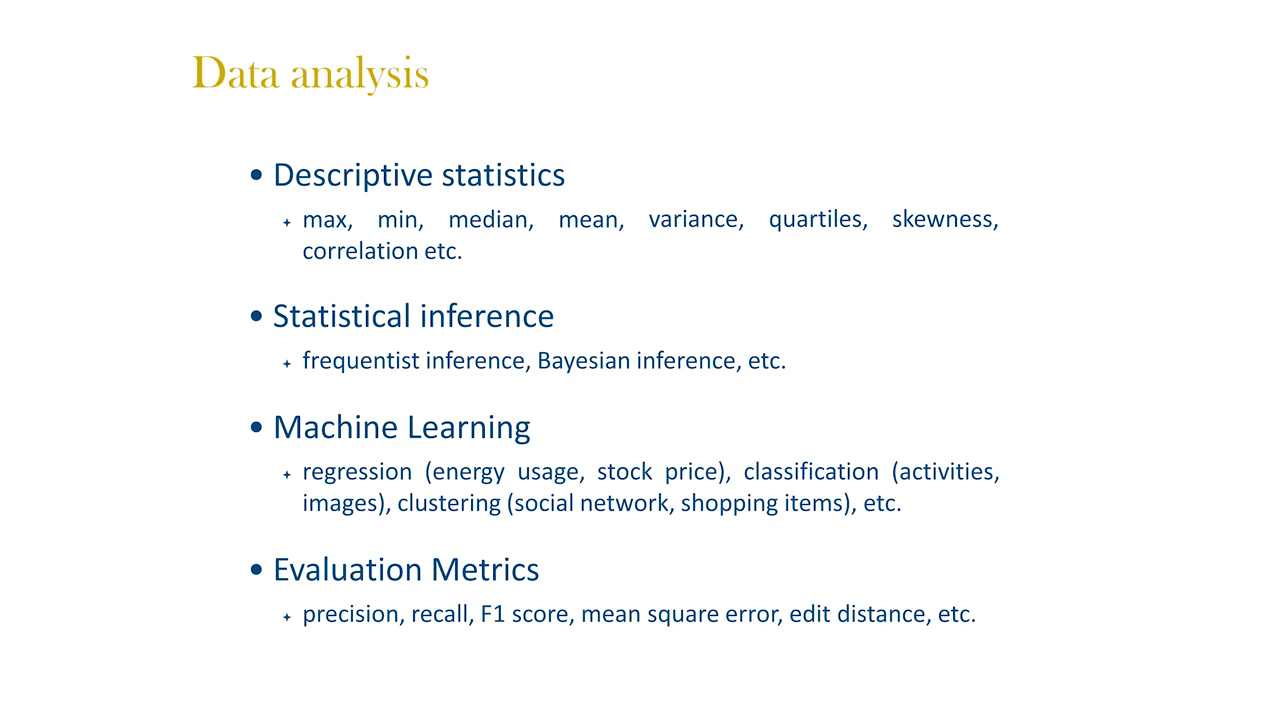 Data analysis
• Descriptive statistics
max, min, median, mean, variance, quartiles, skewness,
correlation etc.
• Statistical inference
frequentist inference, Bayesian inference, etc.
• Machine Learning
regression (energy usage, stock price), classification (activities,
images), clustering (social network, shopping items), etc.
• Evaluation Metrics
precision, recall, F1 score, mean square error, edit distance, etc.